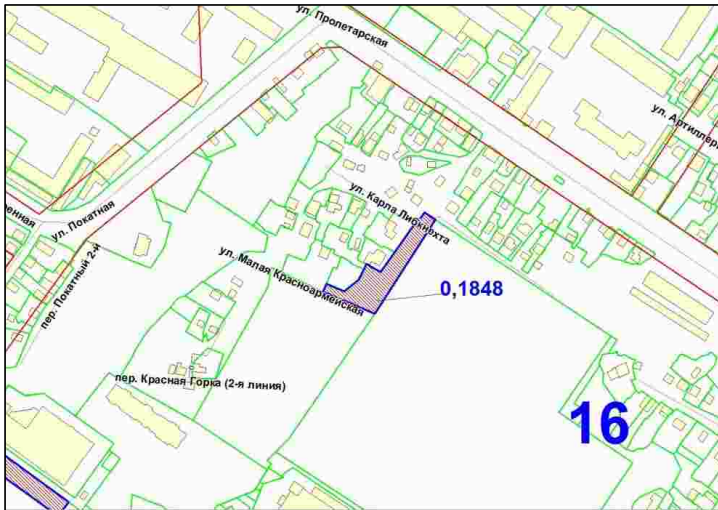 ул. Пролетарская
ул. Артиллер
ул. Карла Либкнехта
ул. Покатная
енная
пер. Покатный 2-й
ул. Малая Красноармейская
0,1848
пер. Красная Горка (2-я линия)
16